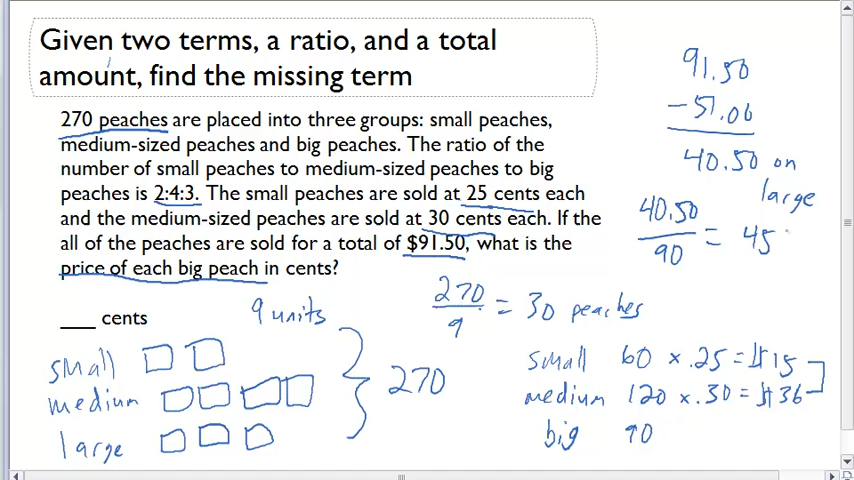 Given two terms, a ratio, and a total
amount, find the missing term
270 peaches are placed into three groups: small peaches,
medium-sized peaches and big peaches. The ratio of the
number of small peaches to medium-sized peaches to big
peaches is 2:4:3. The small peaches are sold at 25 cents each
and the medium-sized peaches are sold at 30 cents each. If the
all of the peaches are sold for a total of $91.50, what is the
price of each big peach in cents?
___ cents
9 units
small
medium
large
270
270/9 = 30 peaches
small 60 x .25 = $15
medium 120 x .30 = $36
big 90
91.50
-51.00
40.50 on
large
40.50/90 = 45